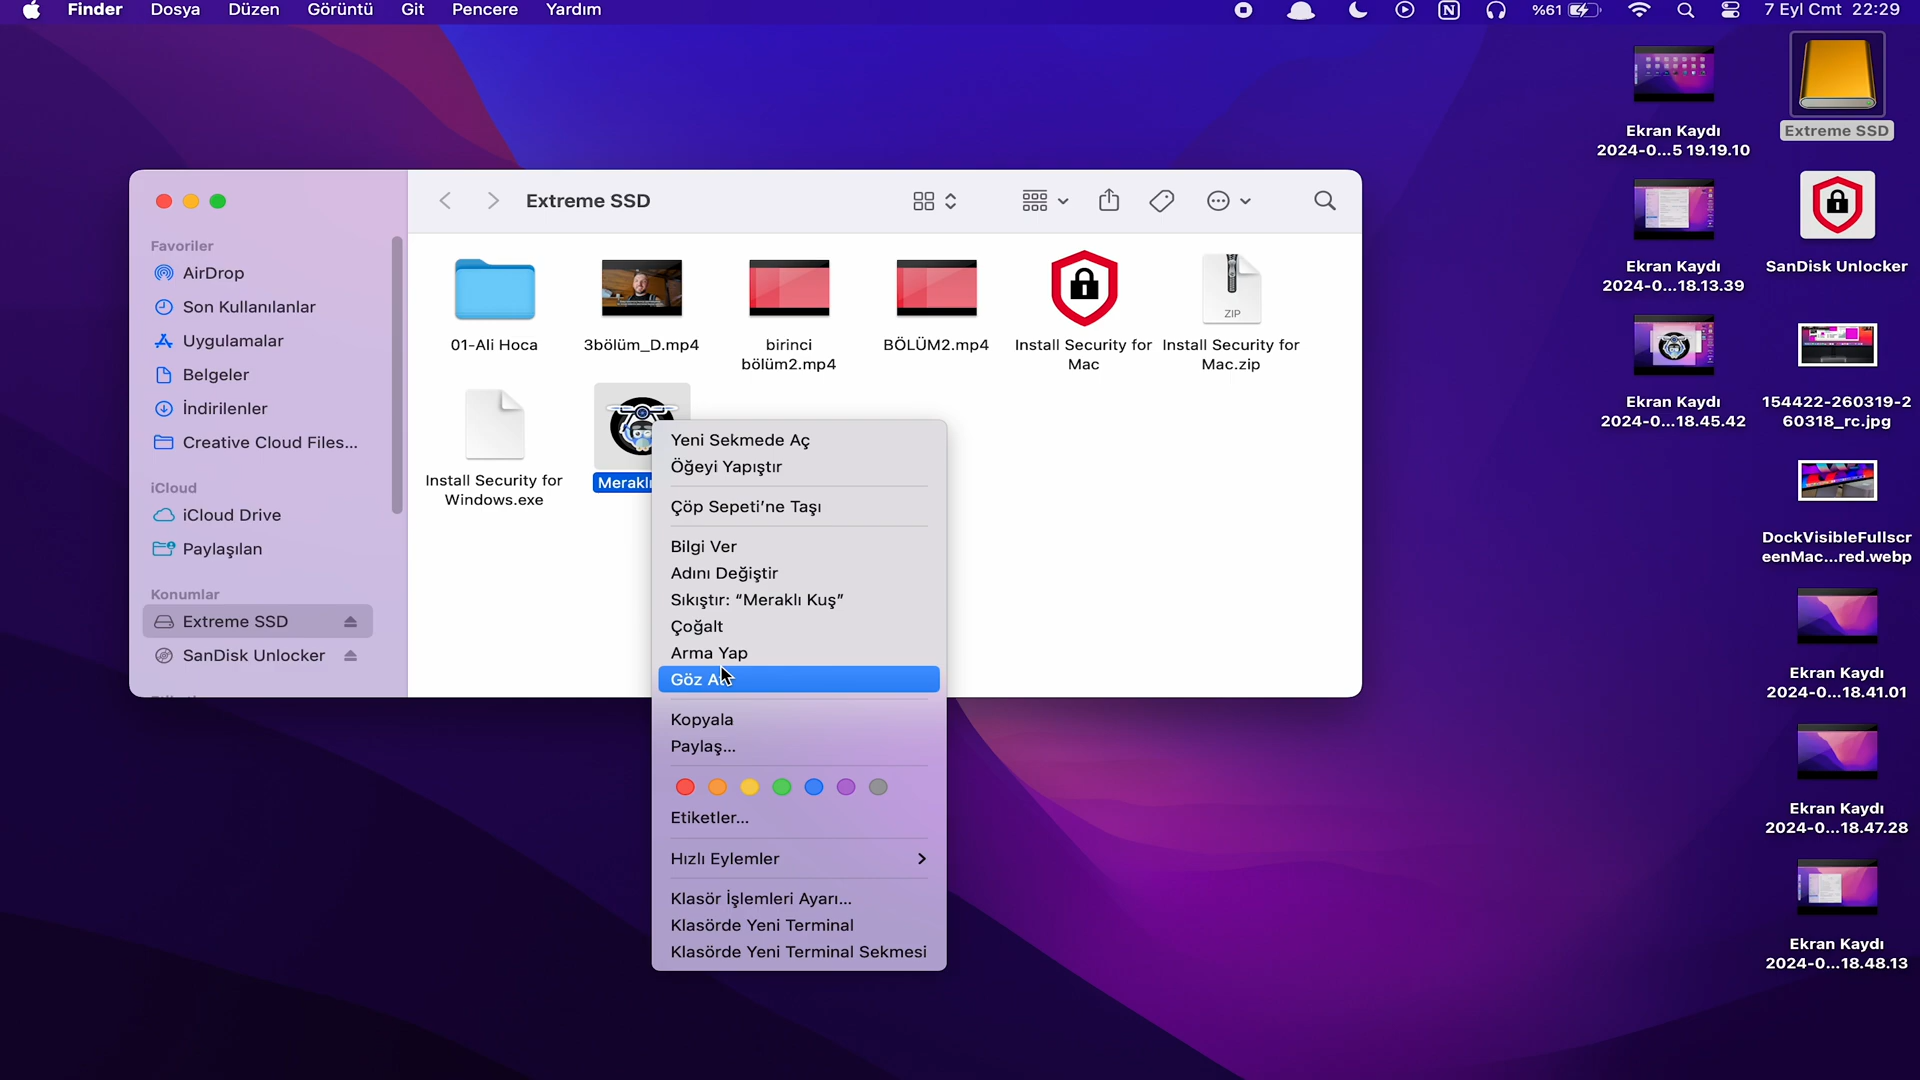 Finder Dosya Düzen Görüntü Git Pencere Yardım %61 7 Eyl Cmt 22:29
Extreme SSD
Favoriler
AirDrop
Son Kullanılanlar
Uygulamalar
Belgeler
İndirilenler
Creative Cloud Files...
iCloud
iCloud Drive
Paylaşılan
Konumlar
Extreme SSD
SanDisk Unlocker
01-Ali Hoca
3bölüm_D.mp4
birinci
bölüm2.mp4
BÖLÜM2.mp4
Install Security for
Mac
ZIP
Install Security for
Mac.zip
Install Security for
Windows.exe
Yeni Sekmede Aç
Öğeyi Yapıştır
Çöp Sepeti'ne Taşı
Bilgi Ver
Adını Değiştir
Sıkıştır: "Meraklı Kuş"
Çoğalt
Arma Yap
Göz At
Kopyala
Paylaş...
Etiketler...
Hızlı Eylemler
Klasör İşlemleri Ayarı...
Klasörde Yeni Terminal
Klasörde Yeni Terminal Sekmesi
Ekran Kaydı
2024-0...5 19.19.10
Extreme SSD
Ekran Kaydı
2024-0...18.13.39
SanDisk Unlocker
Ekran Kaydı
2024-0...18.45.42
154422-260319-2
60318_rc.jpg
DockVisibleFullscr
eenMac...red.webp
Ekran Kaydı
2024-0...18.41.01
Ekran Kaydı
2024-0...18.47.28
Ekran Kaydı
2024-0...18.48.13